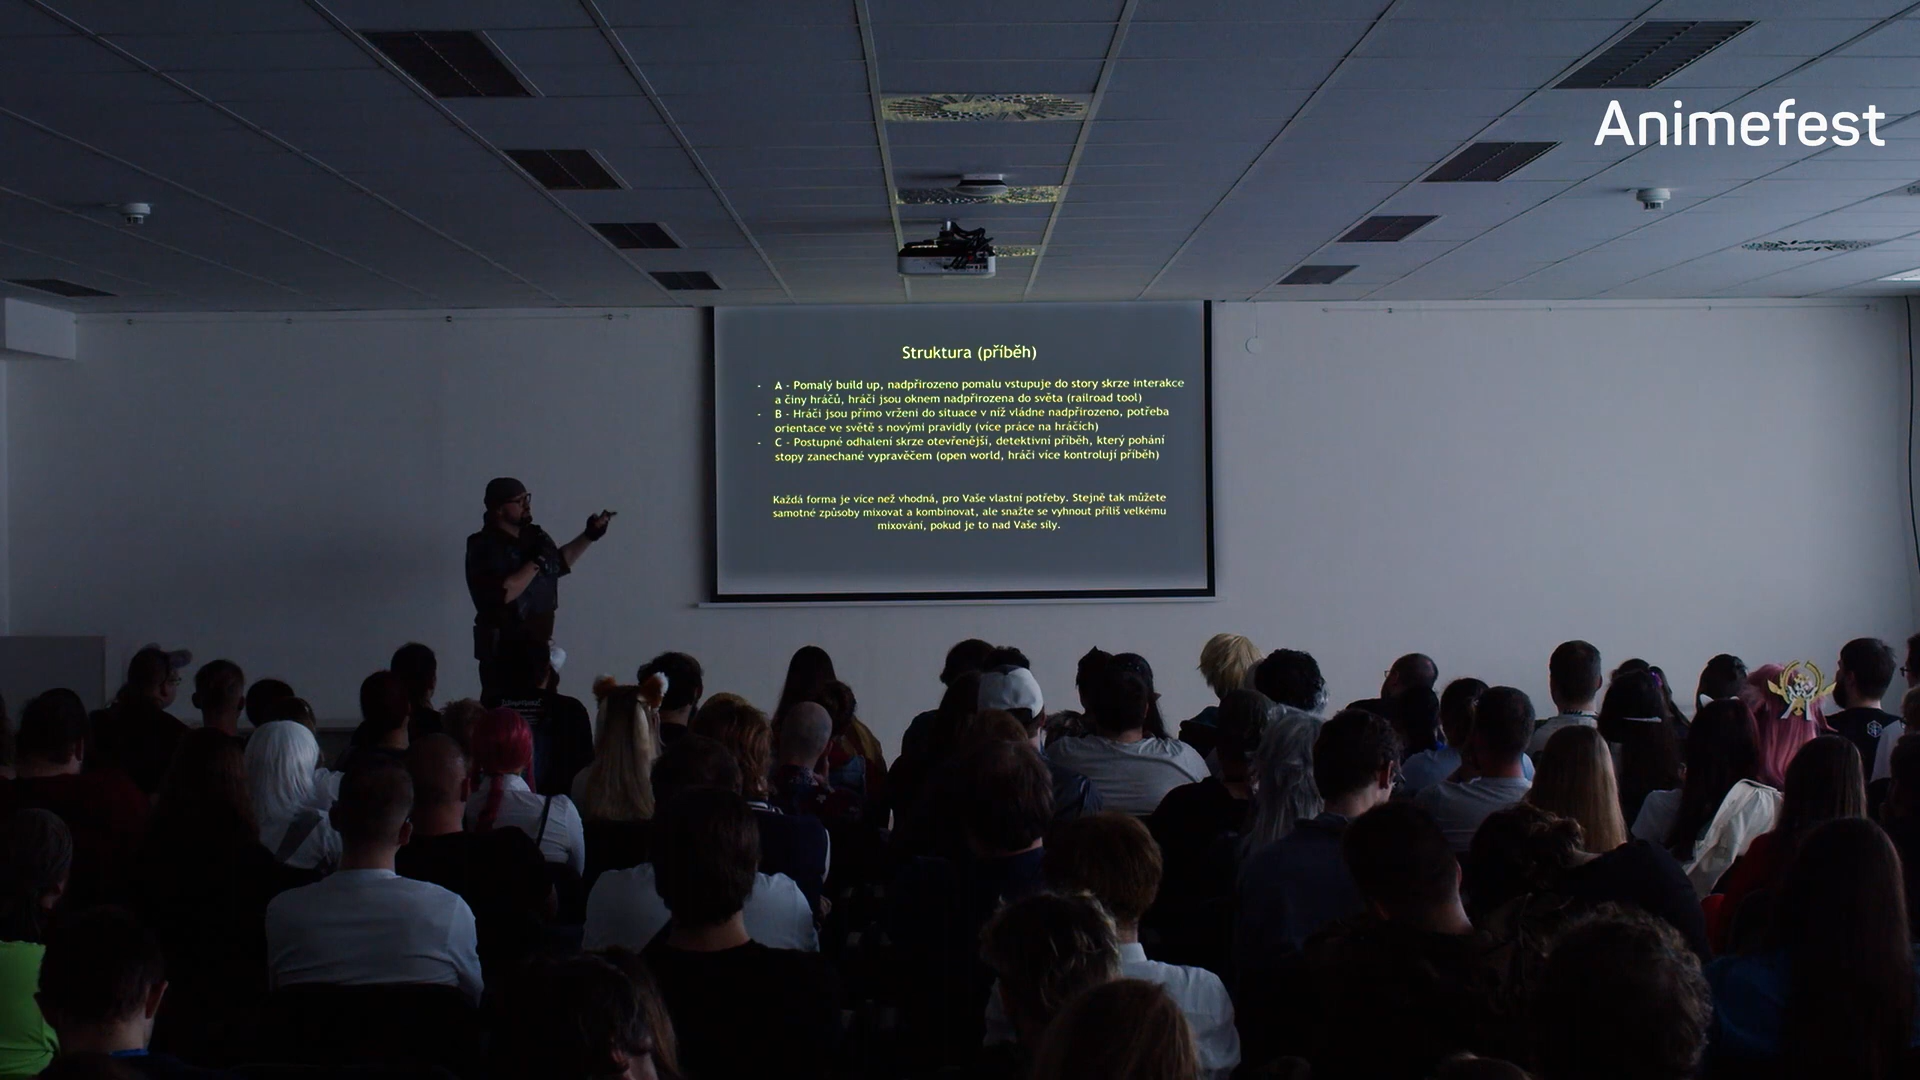 Animefest
Struktura (příběh)
- A - Pomalý build up, nadpřirozeno pomalu vstupuje do story skrze interakce
a činy hráčů, hráči jsou oknem nadpřirozena do světa (railroad tool)
- B - Hráči jsou přímo vrženi do situace v níž vládne nadpřirozeno, potřeba
orientace ve světě s novými pravidly (více práce na hráčích)
- C - Postupné odhalení skrze otevřenější, detektivní příběh, který pohání
stopy zanechané vypravěčem (open world, hráči více kontrolují příběh)
Každá forma je více než vhodná, pro Vaše vlastní potřeby. Stejně tak můžete
samotné způsoby mixovat a kombinovat, ale snažte se vyhnout příliš velkému
mixování, pokud je to nad Vaše síly.